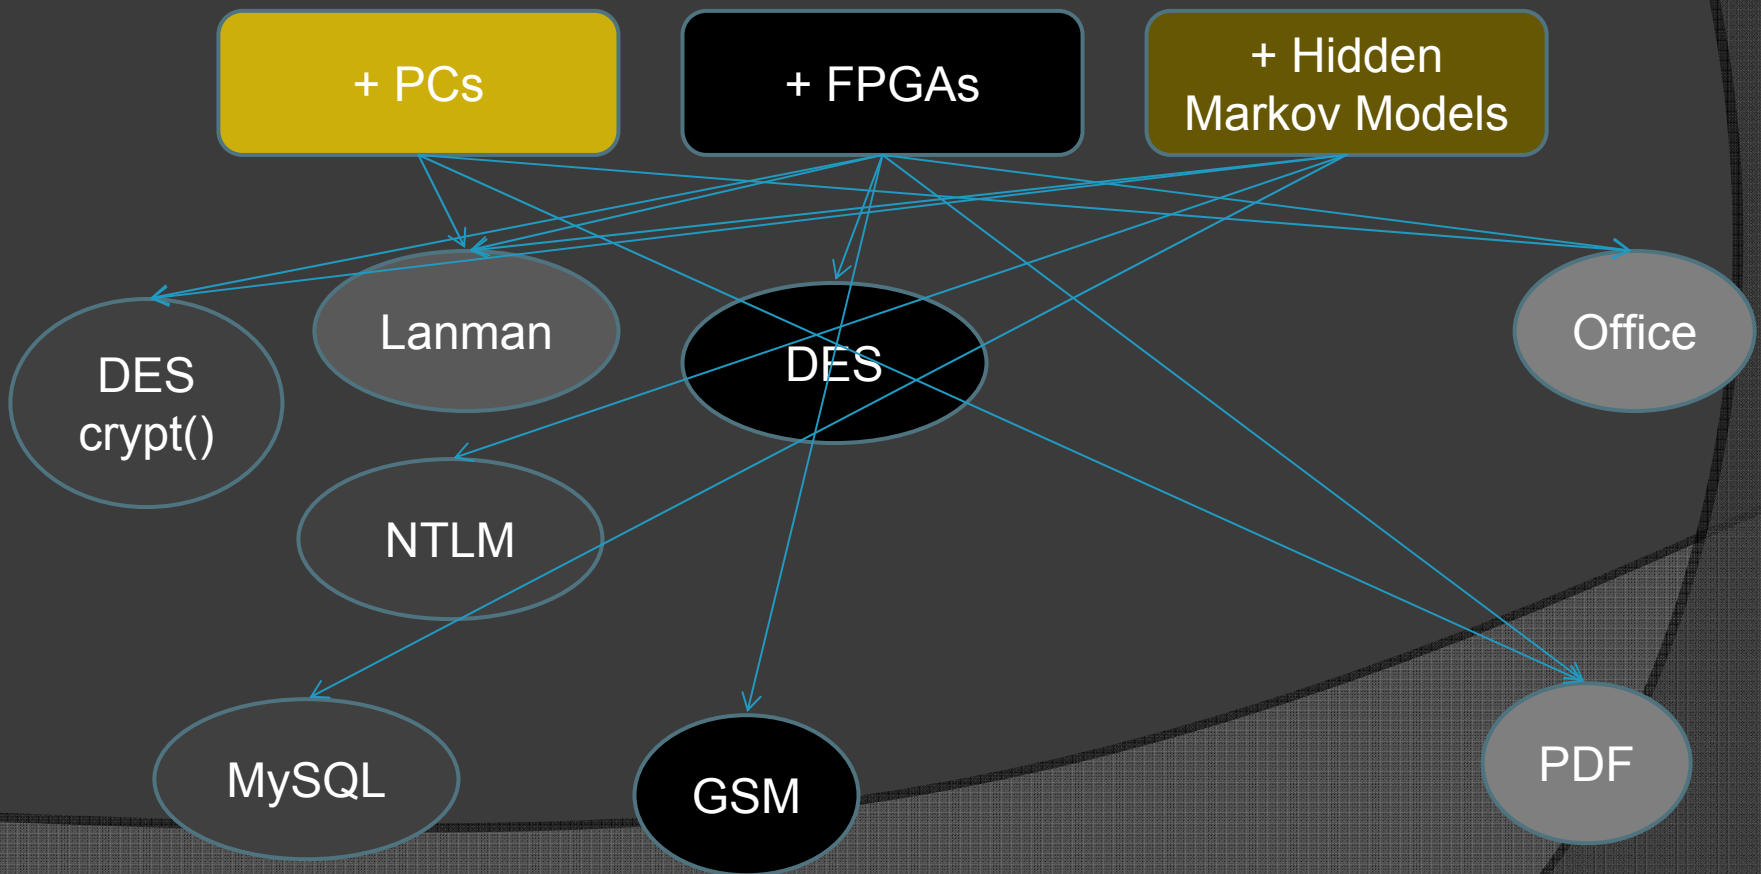 + PCs
+ FPGAs
+ Hidden
Markov Models
DES
crypt()
Lanman
DES
Office
NTLM
MySQL
GSM
PDF